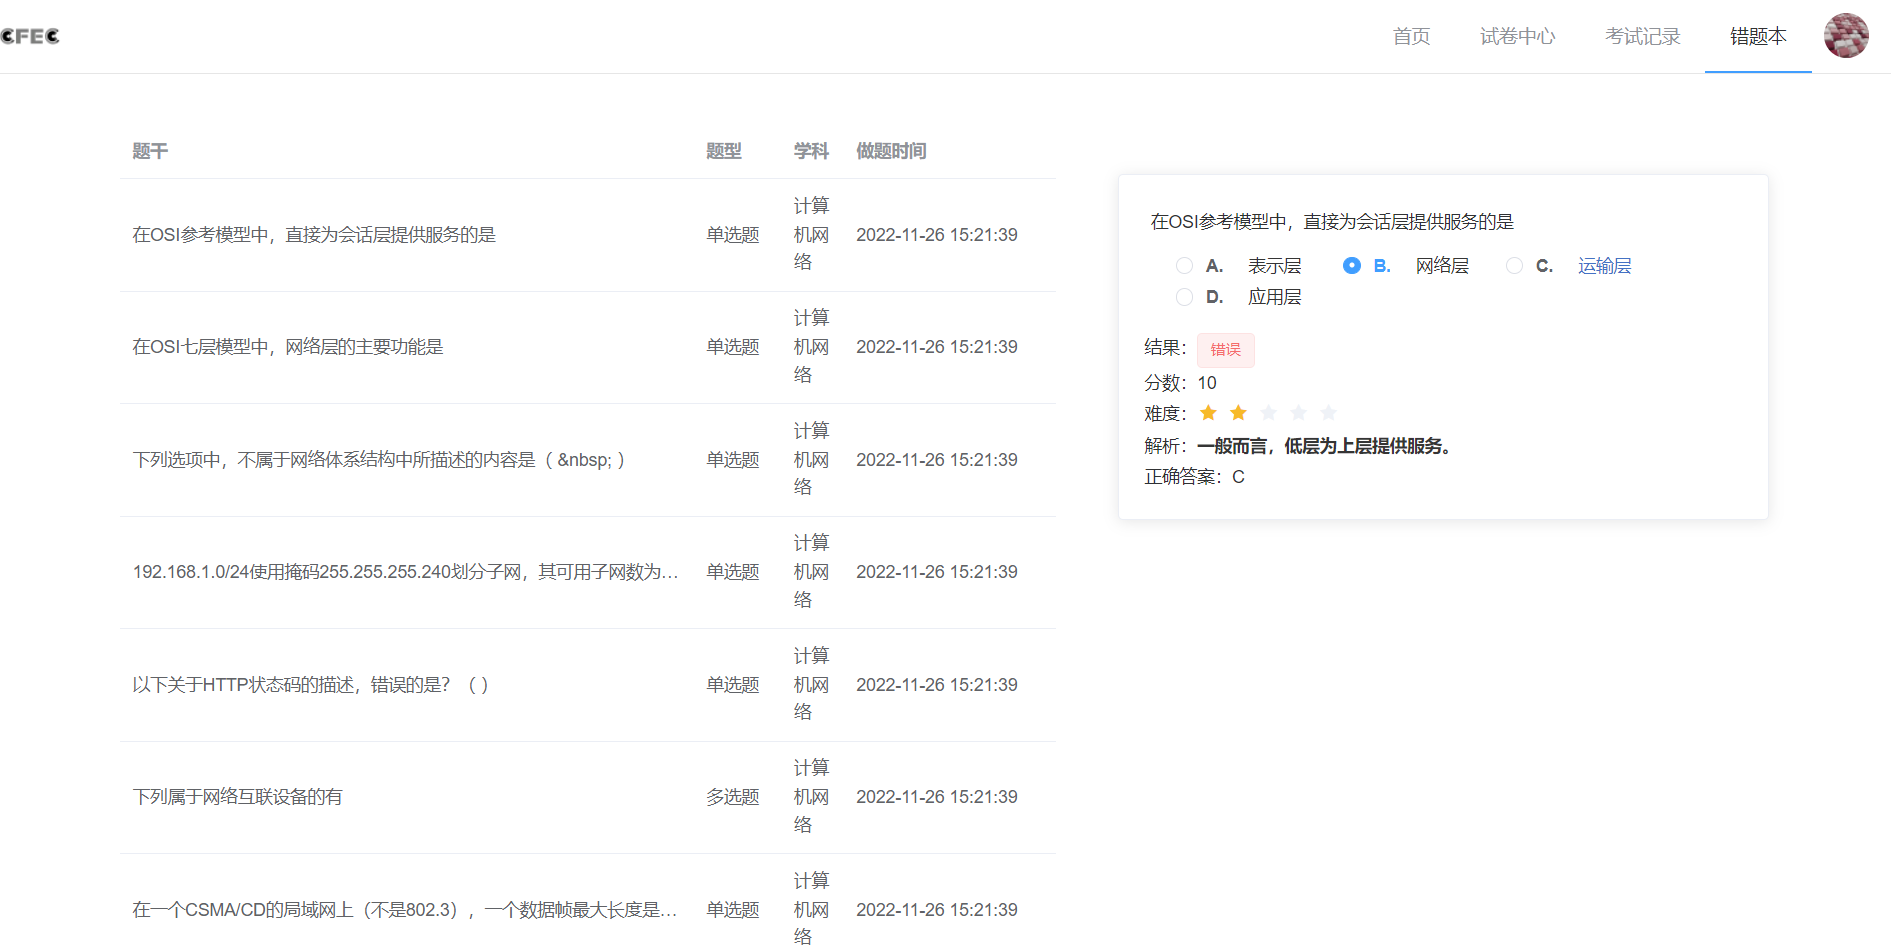 CFEC
首页 试卷中心 考试记录 错题本
题干 题型 学科 做题时间
在OSI参考模型中，直接为会话层提供服务的是 单选题 计算机网络 2022-11-26 15:21:39
在OSI七层模型中，网络层的主要功能是 单选题 计算机网络 2022-11-26 15:21:39
下列选项中，不属于网络体系结构中所描述的内容是（ &nbsp; ） 单选题 计算机网络 2022-11-26 15:21:39
192.168.1.0/24使用掩码255.255.255.240划分子网，其可用子网数为... 单选题 计算机网络 2022-11-26 15:21:39
以下关于HTTP状态码的描述，错误的是？（ ） 单选题 计算机网络 2022-11-26 15:21:39
下列属于网络互联设备的有 多选题 计算机网络 2022-11-26 15:21:39
在一个CSMA/CD的局域网上（不是802.3），一个数据帧最大长度是... 单选题 计算机网络 2022-11-26 15:21:39
在OSI参考模型中，直接为会话层提供服务的是
A. 表示层 B. 网络层 C. 运输层
D. 应用层
结果： 错误
分数：10
难度：
解析：一般而言，低层为上层提供服务。
正确答案：C